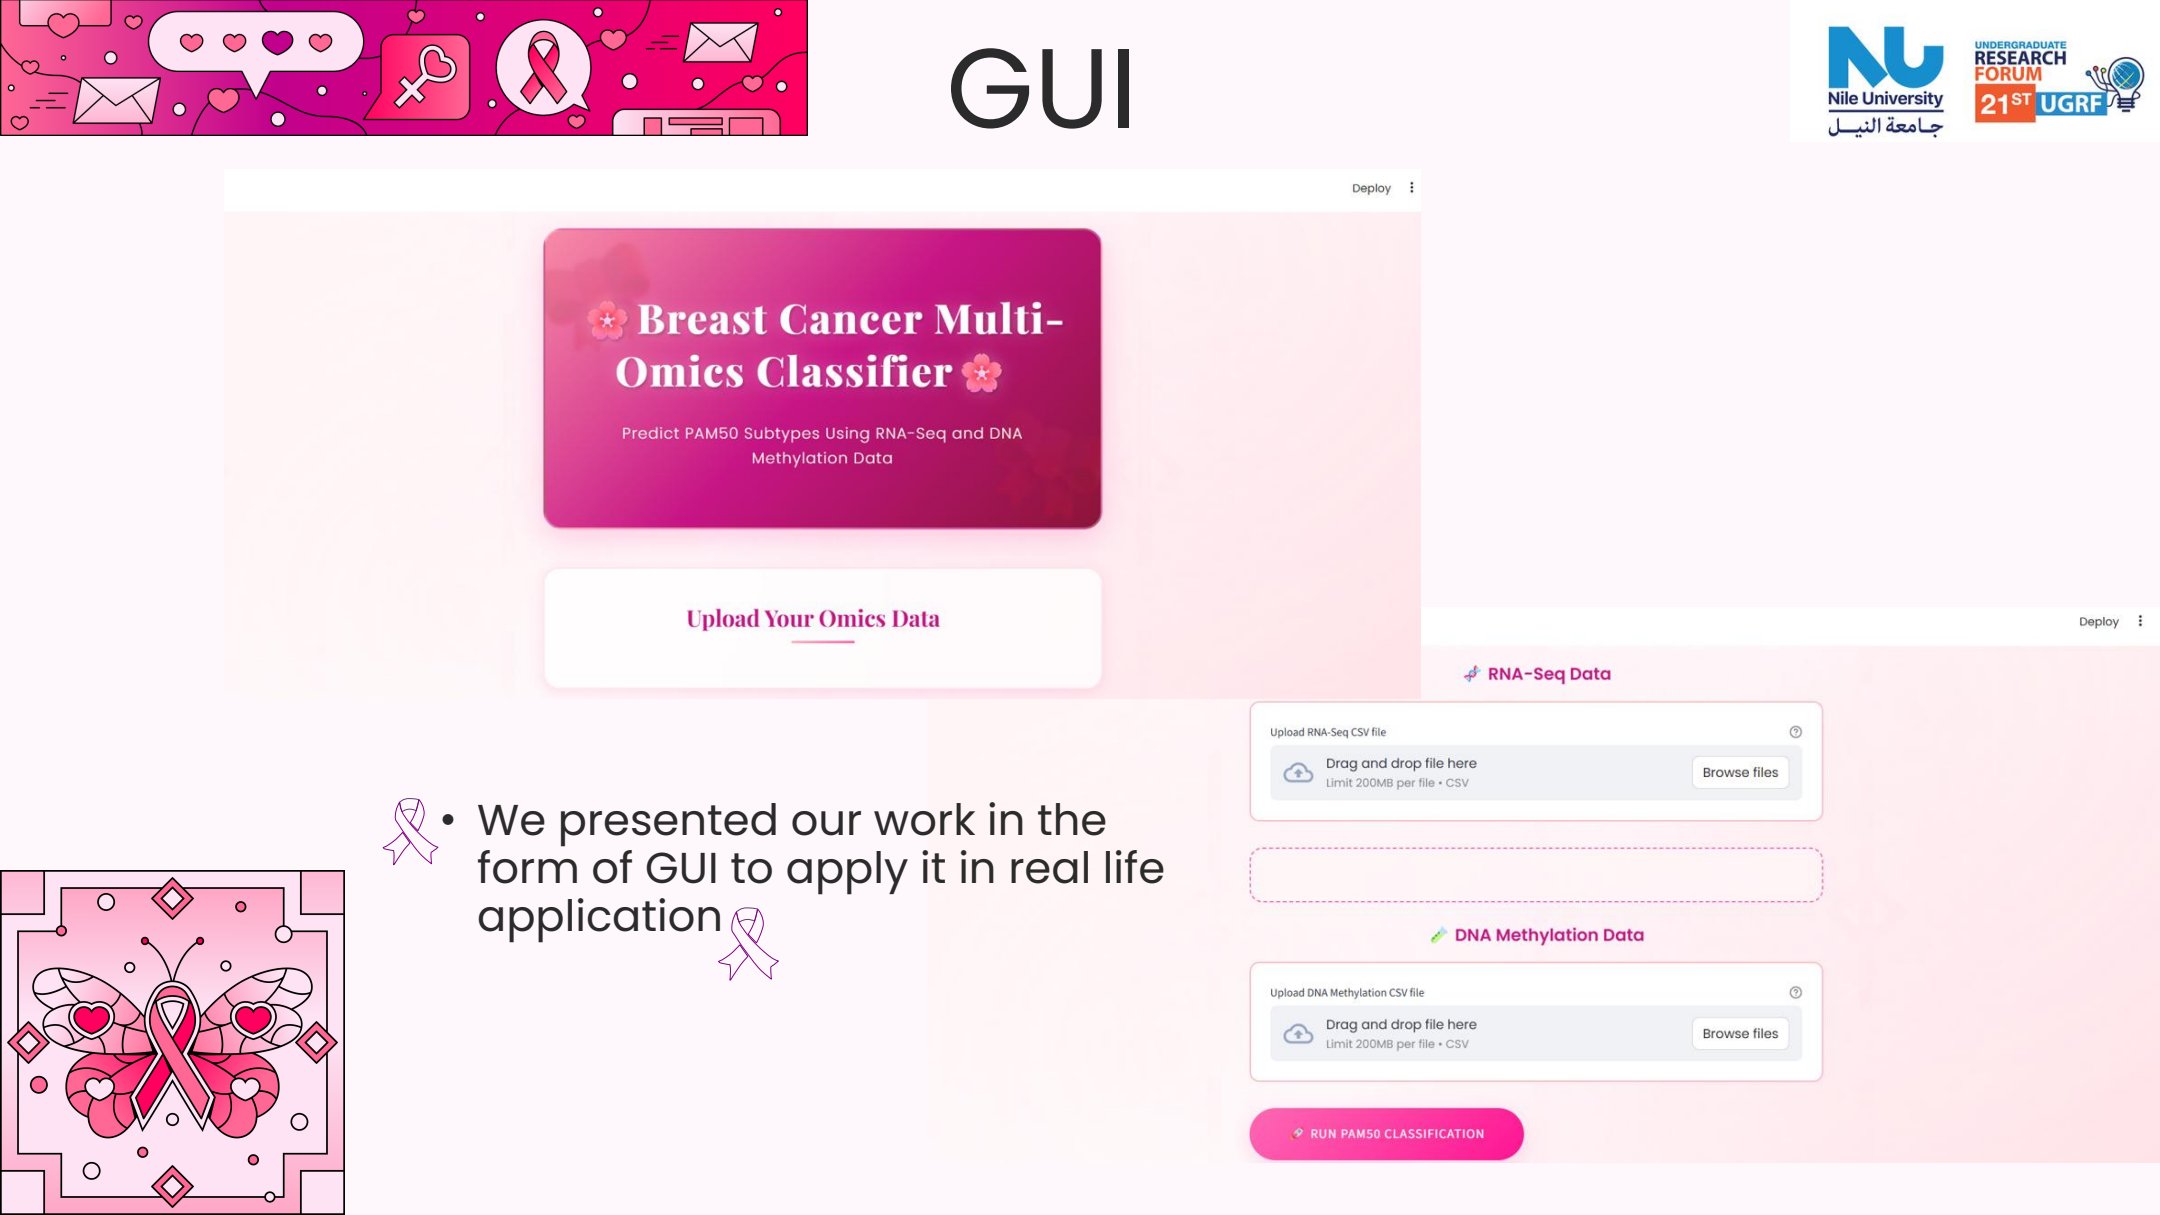 GUI
Nile University
جامعة النيل
UNDERGRADUATE
RESEARCH
FORUM
21ST UGRF
Deploy
Breast Cancer Multi-
Omics Classifier
Predict PAM50 Subtypes Using RNA-Seq and DNA
Methylation Data
Upload Your Omics Data
Deploy
RNA-Seq Data
Upload RNA-Seq CSV file
Drag and drop file here
Limit 200MB per file • CSV
Browse files
• We presented our work in the
form of GUI to apply it in real life
application
DNA Methylation Data
Upload DNA Methylation CSV file
Drag and drop file here
Limit 200MB per file • CSV
Browse files
RUN PAM50 CLASSIFICATION